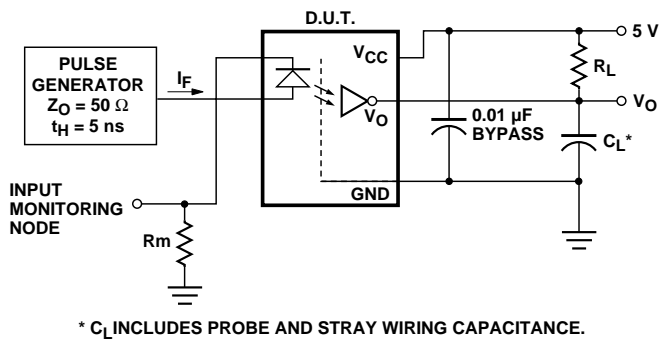 D.U.T.
PULSE
GENERATOR
ZO = 50 Ω
tH = 5 ns
IF
VCC
VO
GND
0.01 µF
BYPASS
5 V
RL
VO
CL*
INPUT
MONITORING
NODE
Rm
* CL INCLUDES PROBE AND STRAY WIRING CAPACITANCE.